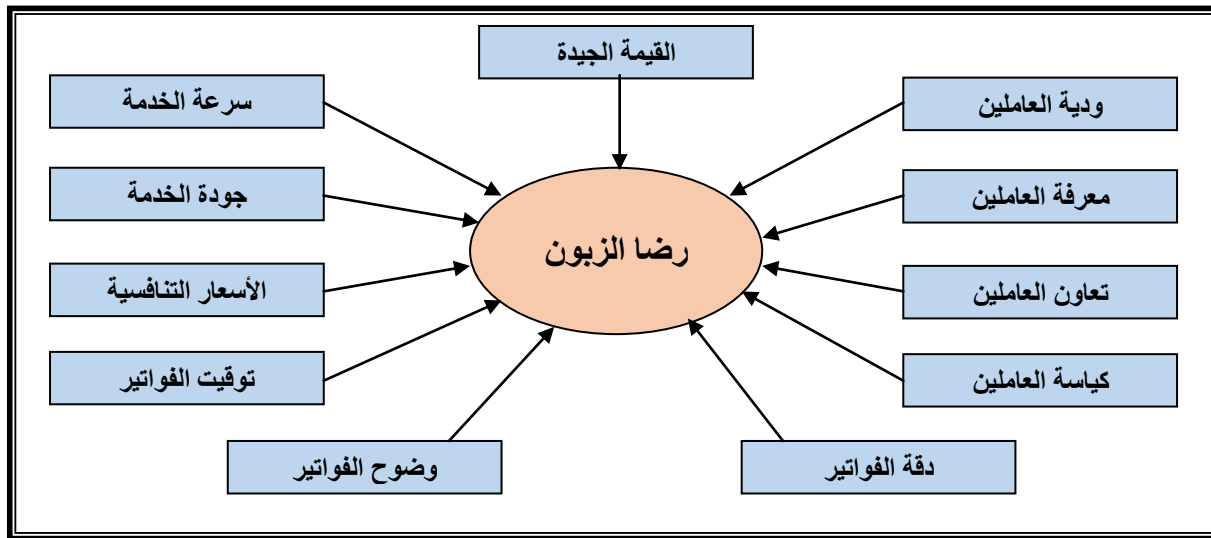 القيمة الجيدة
ودية العاملين
سرعة الخدمة
معرفة العاملين
جودة الخدمة
رضا الزبون
تعاون العاملين
الأسعار التنافسية
كياسة العاملين
توقيت الفواتير
دقة الفواتير
وضوح الفواتير